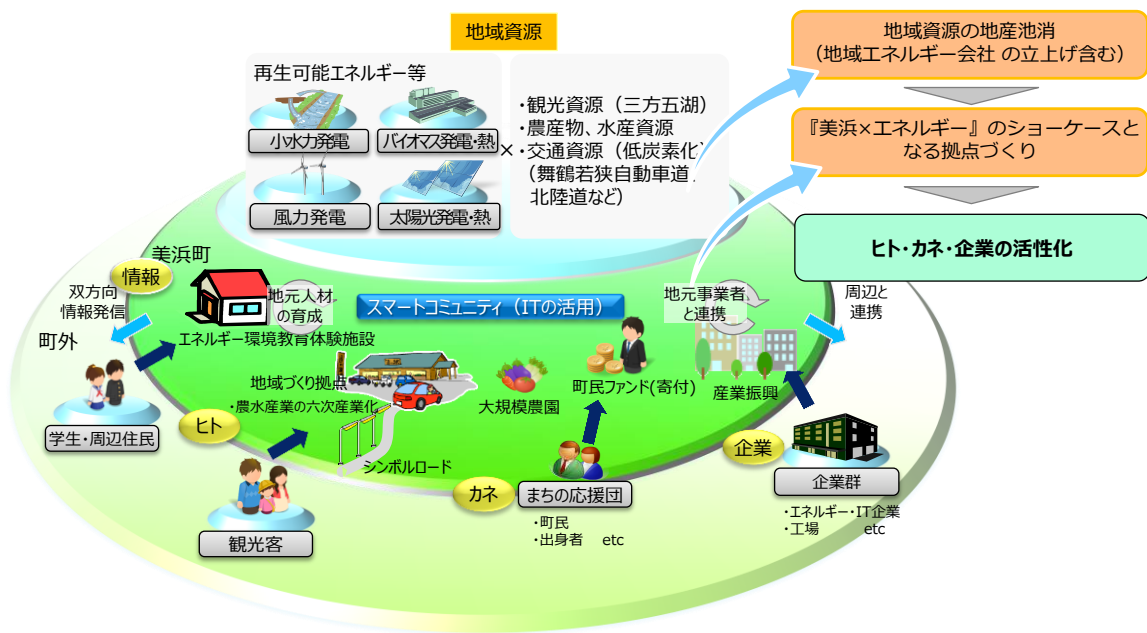 地域資源
再生可能エネルギー等
小水力発電
バイオマス発電・熱
風力発電
太陽光発電・熱
×
・観光資源（三方五湖）
・農産物、水産資源
・交通資源（低炭素化）
（舞鶴若狭自動車道、
北陸道など）
地域資源の地産池消
（地域エネルギー会社 の立上げ含む）
『美浜×エネルギー』のショーケースと
なる拠点づくり
ヒト・カネ・企業の活性化
美浜町
情報
双方向
情報発信
町外
地元人材
の育成
エネルギー環境教育体験施設
スマートコミュニティ（ITの活用）
地元事業者
と連携
周辺と
連携
地域づくり拠点
・農水産業の六次産業化
大規模農園
町民ファンド(寄付)
産業振興
学生・周辺住民
ヒト
シンボルロード
観光客
カネ
まちの応援団
・町民
・出身者 etc
企業
企業群
・エネルギー・IT企業
・工場 etc